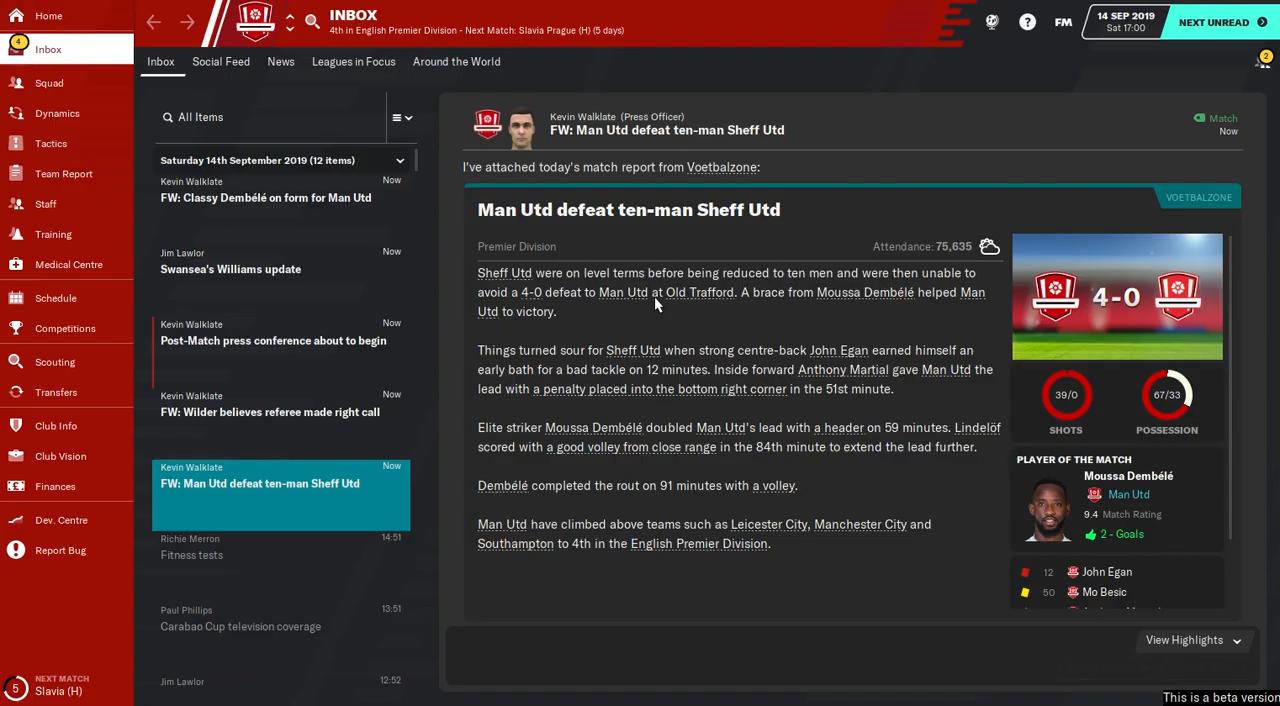 Home
Inbox
4
Squad
Dynamics
Tactics
Team Report
Staff
Training
Medical Centre
Schedule
Competitions
Scouting
Transfers
Club Info
Club Vision
Finances
Dev. Centre
Report Bug
5
NEXT MATCH
Slavia (H)
INBOX
4th in English Premier Division - Next Match: Slavia Prague (H) (5 days)
?
FM
14 SEP 2019
Sat 17:00
NEXT UNREAD
2
Inbox
Social Feed
News
Leagues in Focus
Around the World
All Items
Saturday 14th September 2019 (12 items)
Kevin Walklate Now
FW: Classy Dembélé on form for Man Utd
Jim Lawlor Now
Swansea's Williams update
Kevin Walklate Now
Post-Match press conference about to begin
Kevin Walklate Now
FW: Wilder believes referee made right call
Kevin Walklate Now
FW: Man Utd defeat ten-man Sheff Utd
Richie Merron 14:51
Fitness tests
Paul Phillips 13:51
Carabao Cup television coverage
Jim Lawlor 12:52
Kevin Walklate (Press Officer)
FW: Man Utd defeat ten-man Sheff Utd
Match
Now
I've attached today's match report from Voetbalzone:
VOETBALZONE
Man Utd defeat ten-man Sheff Utd
Premier Division
Attendance: 75,635
Sheff Utd were on level terms before being reduced to ten men and were then unable to
avoid a 4-0 defeat to Man Utd at Old Trafford. A brace from Moussa Dembélé helped Man
Utd to victory.
Things turned sour for Sheff Utd when strong centre-back John Egan earned himself an
early bath for a bad tackle on 12 minutes. Inside forward Anthony Martial gave Man Utd the
lead with a penalty placed into the bottom right corner in the 51st minute.
Elite striker Moussa Dembélé doubled Man Utd's lead with a header on 59 minutes. Lindelöf
scored with a good volley from close range in the 84th minute to extend the lead further.
Dembélé completed the rout on 91 minutes with a volley.
Man Utd have climbed above teams such as Leicester City, Manchester City and
Southampton to 4th in the English Premier Division.
4-0
39/0
SHOTS
67/33
POSSESSION
PLAYER OF THE MATCH
Moussa Dembélé
Man Utd
9.4 Match Rating
2 - Goals
12 John Egan
50 Mo Besic
View Highlights
This is a beta version